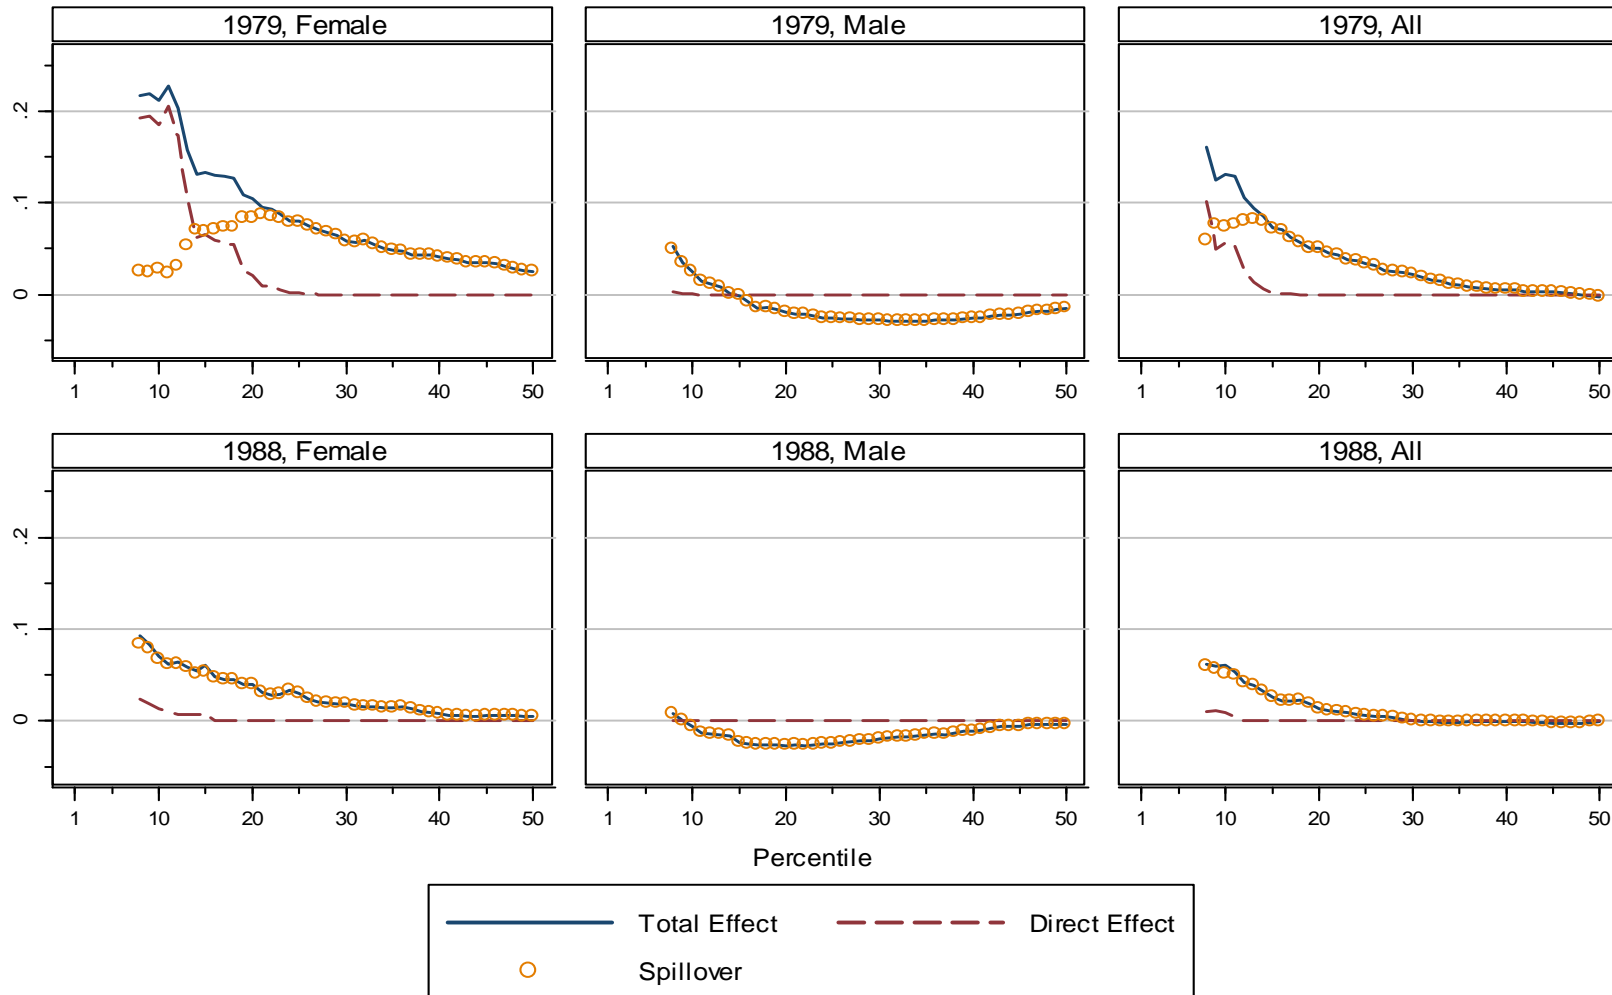 1979, Female
1979, Male
1979, All
.2
.1
0
1 10 20 30 40 50
1 10 20 30 40 50
1 10 20 30 40 50
1988, Female
1988, Male
1988, All
.2
.1
0
1 10 20 30 40 50
1 10 20 30 40 50
1 10 20 30 40 50
Percentile
Total Effect
Direct Effect
Spillover